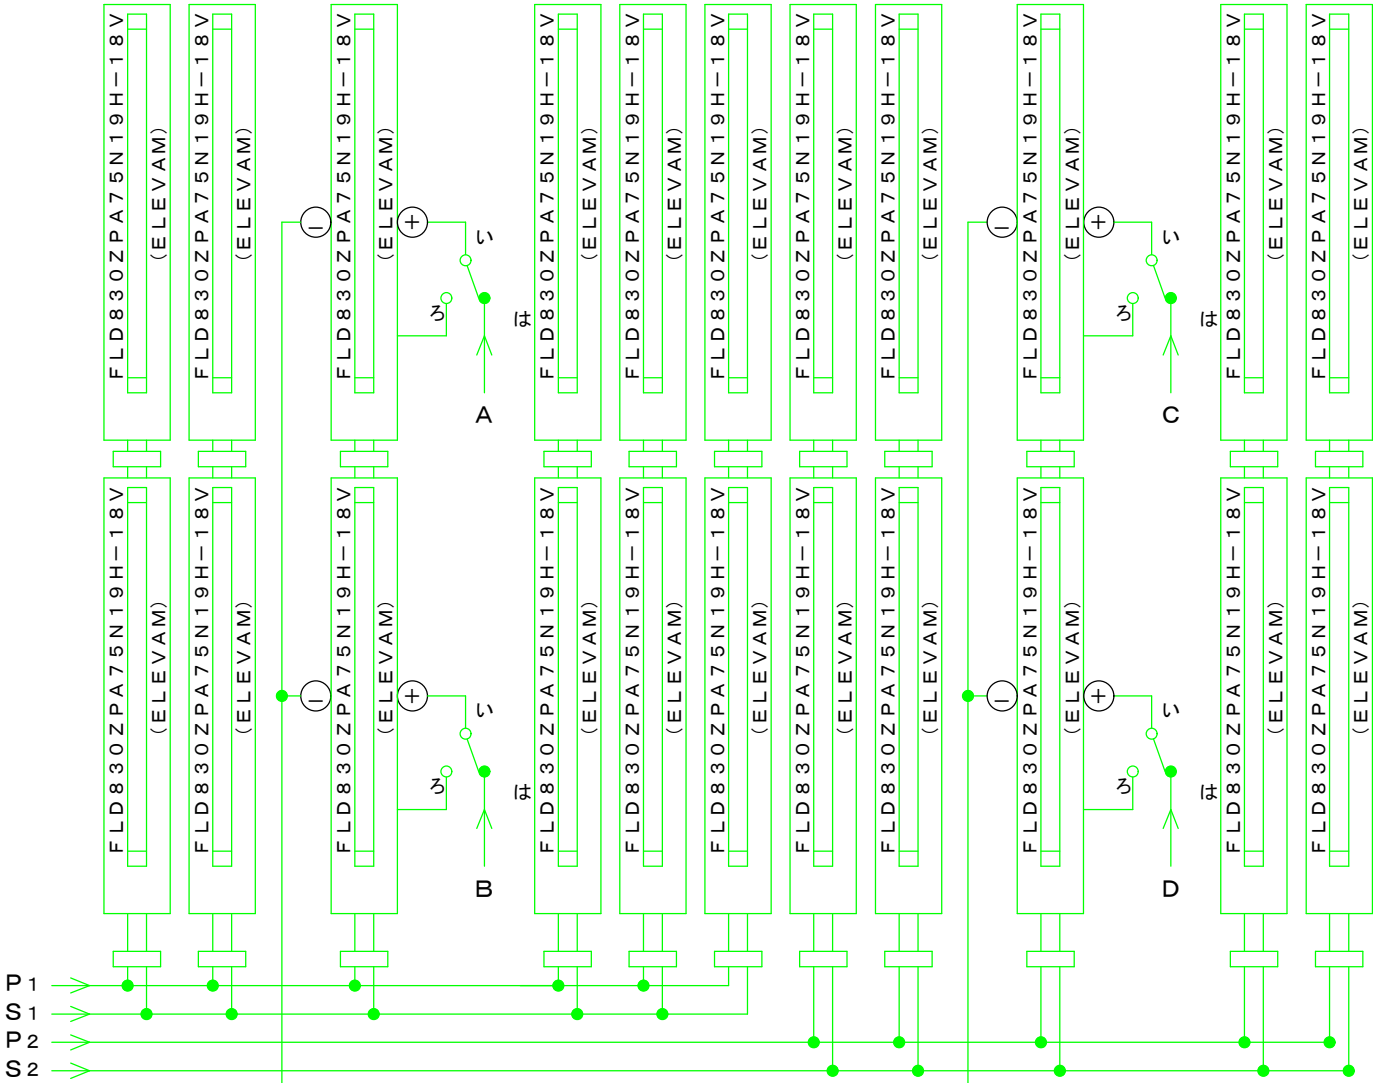 FLD830ZPA75N19H-18V
(ELEVAM)
FLD830ZPA75N19H-18V
(ELEVAM)
FLD830ZPA75N19H-18V
(ELEVAM)
FLD830ZPA75N19H-18V
(ELEVAM)
FLD830ZPA75N19H-18V
(ELEVAM)
FLD830ZPA75N19H-18V
(ELEVAM)
FLD830ZPA75N19H-18V
(ELEVAM)
FLD830ZPA75N19H-18V
(ELEVAM)
FLD830ZPA75N19H-18V
(ELEVAM)
FLD830ZPA75N19H-18V
(ELEVAM)
FLD830ZPA75N19H-18V
(ELEVAM)
− + い
ろ は
A
− + い
ろ は
C
FLD830ZPA75N19H-18V
(ELEVAM)
FLD830ZPA75N19H-18V
(ELEVAM)
FLD830ZPA75N19H-18V
(ELEVAM)
FLD830ZPA75N19H-18V
(ELEVAM)
FLD830ZPA75N19H-18V
(ELEVAM)
FLD830ZPA75N19H-18V
(ELEVAM)
FLD830ZPA75N19H-18V
(ELEVAM)
FLD830ZPA75N19H-18V
(ELEVAM)
FLD830ZPA75N19H-18V
(ELEVAM)
FLD830ZPA75N19H-18V
(ELEVAM)
FLD830ZPA75N19H-18V
(ELEVAM)
− + い
ろ は
B
− + い
ろ は
D
P1
S1
P2
S2